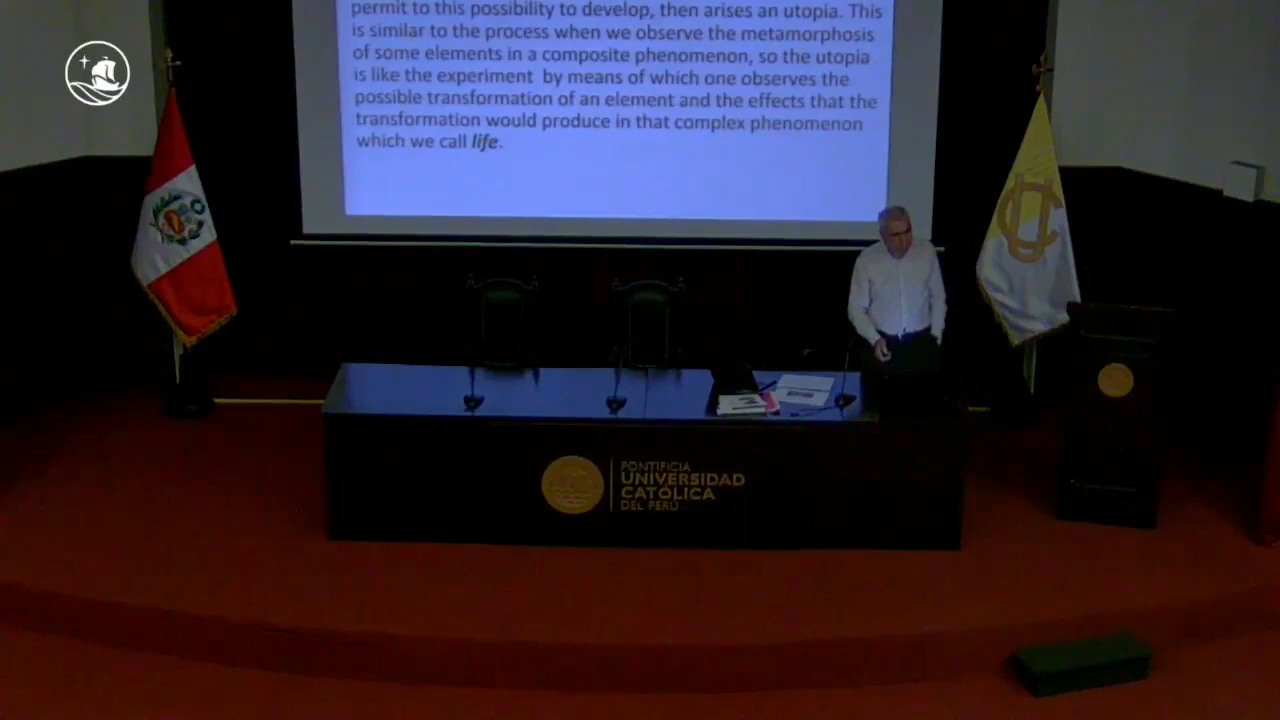 permit to this possibility to develop, then arises an utopia. This
is similar to the process when we observe the metamorphosis
of some elements in a composite phenomenon, so the utopia
is like the experiment by means of which one observes the
possible transformation of an element and the effects that the
transformation would produce in that complex phenomenon
which we call life.
PONTIFICIA
UNIVERSIDAD
CATÓLICA
DEL PERÚ